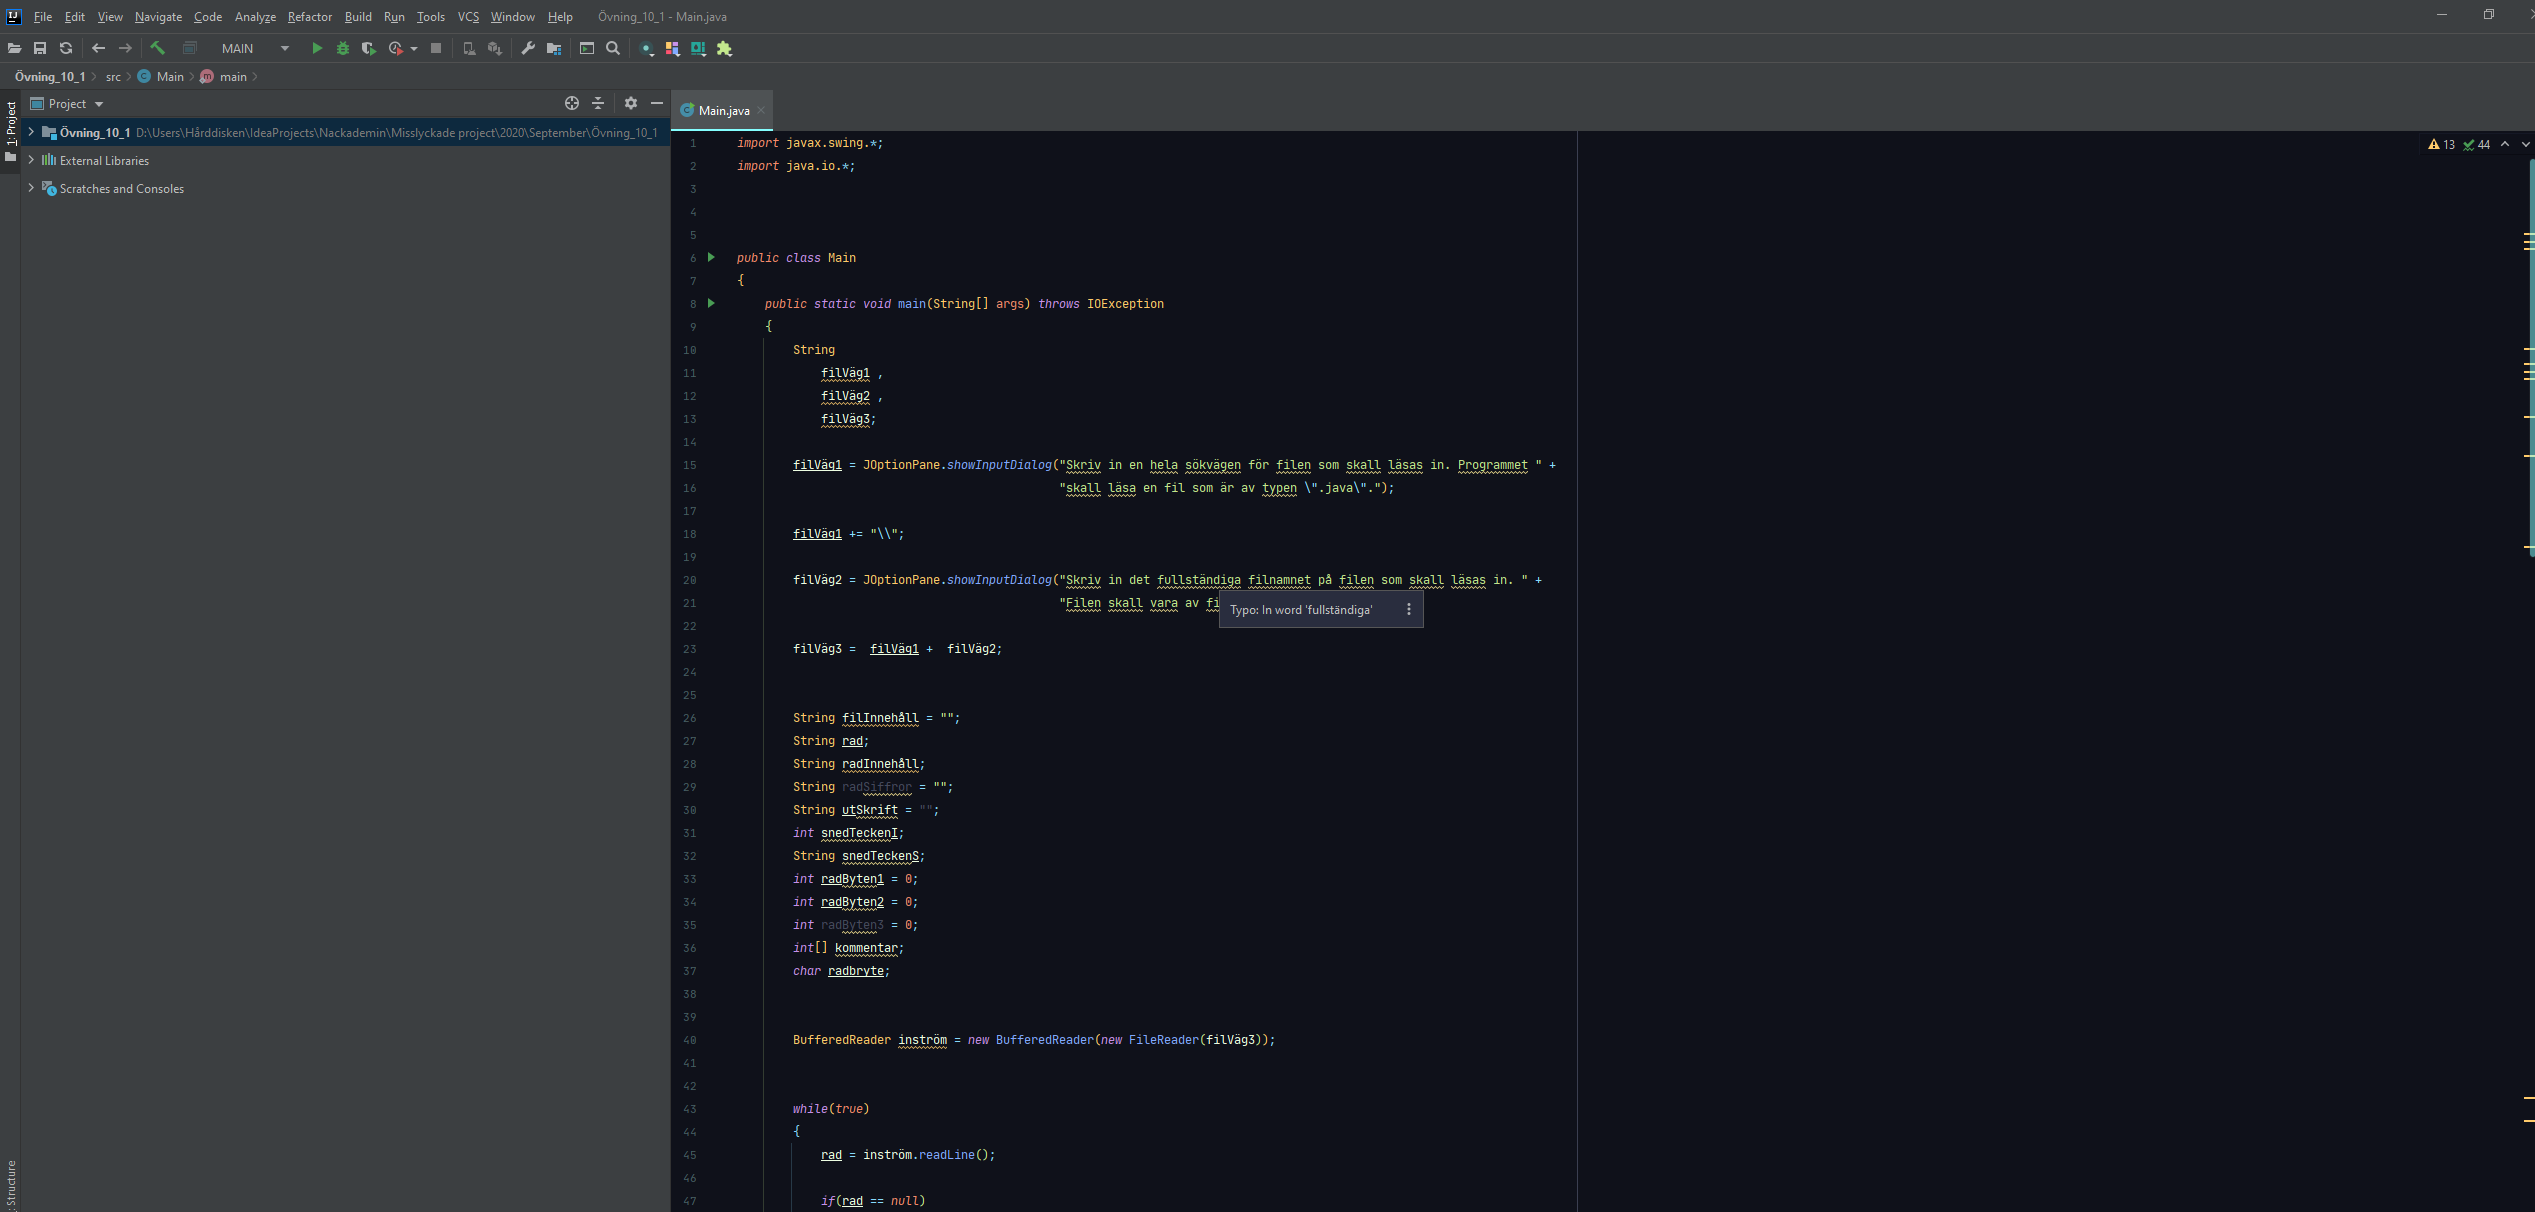 File Edit View Navigate Code Analyze Refactor Build Run Tools VCS Window Help Övning_10_1 - Main.java
MAIN
Övning_10_1 src Main main
1: Project
Project
Övning_10_1 D:\Users\Hårddisken\IdeaProjects\Nackademin\Misslyckade project\2020\September\Övning_10_1
External Libraries
Scratches and Consoles
Structure
Main.java
13 44
1 import javax.swing.*;
2 import java.io.*;
3
4
5
6 public class Main
7 {
8 public static void main(String[] args) throws IOException
9 {
10 String
11 filVäg1 ,
12 filVäg2 ,
13 filVäg3;
14
15 filVäg1 = JOptionPane.showInputDialog("Skriv in en hela sökvägen för filen som skall läsas in. Programmet " +
16 "skall läsa en fil som är av typen \".java\".");
17
18 filVäg1 += "\\";
19
20 filVäg2 = JOptionPane.showInputDialog("Skriv in det fullständiga filnamnet på filen som skall läsas in. " +
21 "Filen skall vara av fi
Typo: In word 'fullständiga'
22
23 filVäg3 = filVäg1 + filVäg2;
24
25
26 String filInnehåll = "";
27 String rad;
28 String radInnehåll;
29 String radSiffror = "";
30 String utSkrift = "";
31 int snedTeckenI;
32 String snedTeckenS;
33 int radByten1 = 0;
34 int radByten2 = 0;
35 int radByten3 = 0;
36 int[] kommentar;
37 char radbryte;
38
39
40 BufferedReader inström = new BufferedReader(new FileReader(filVäg3));
41
42
43 while(true)
44 {
45 rad = inström.readLine();
46
47 if(rad == null)